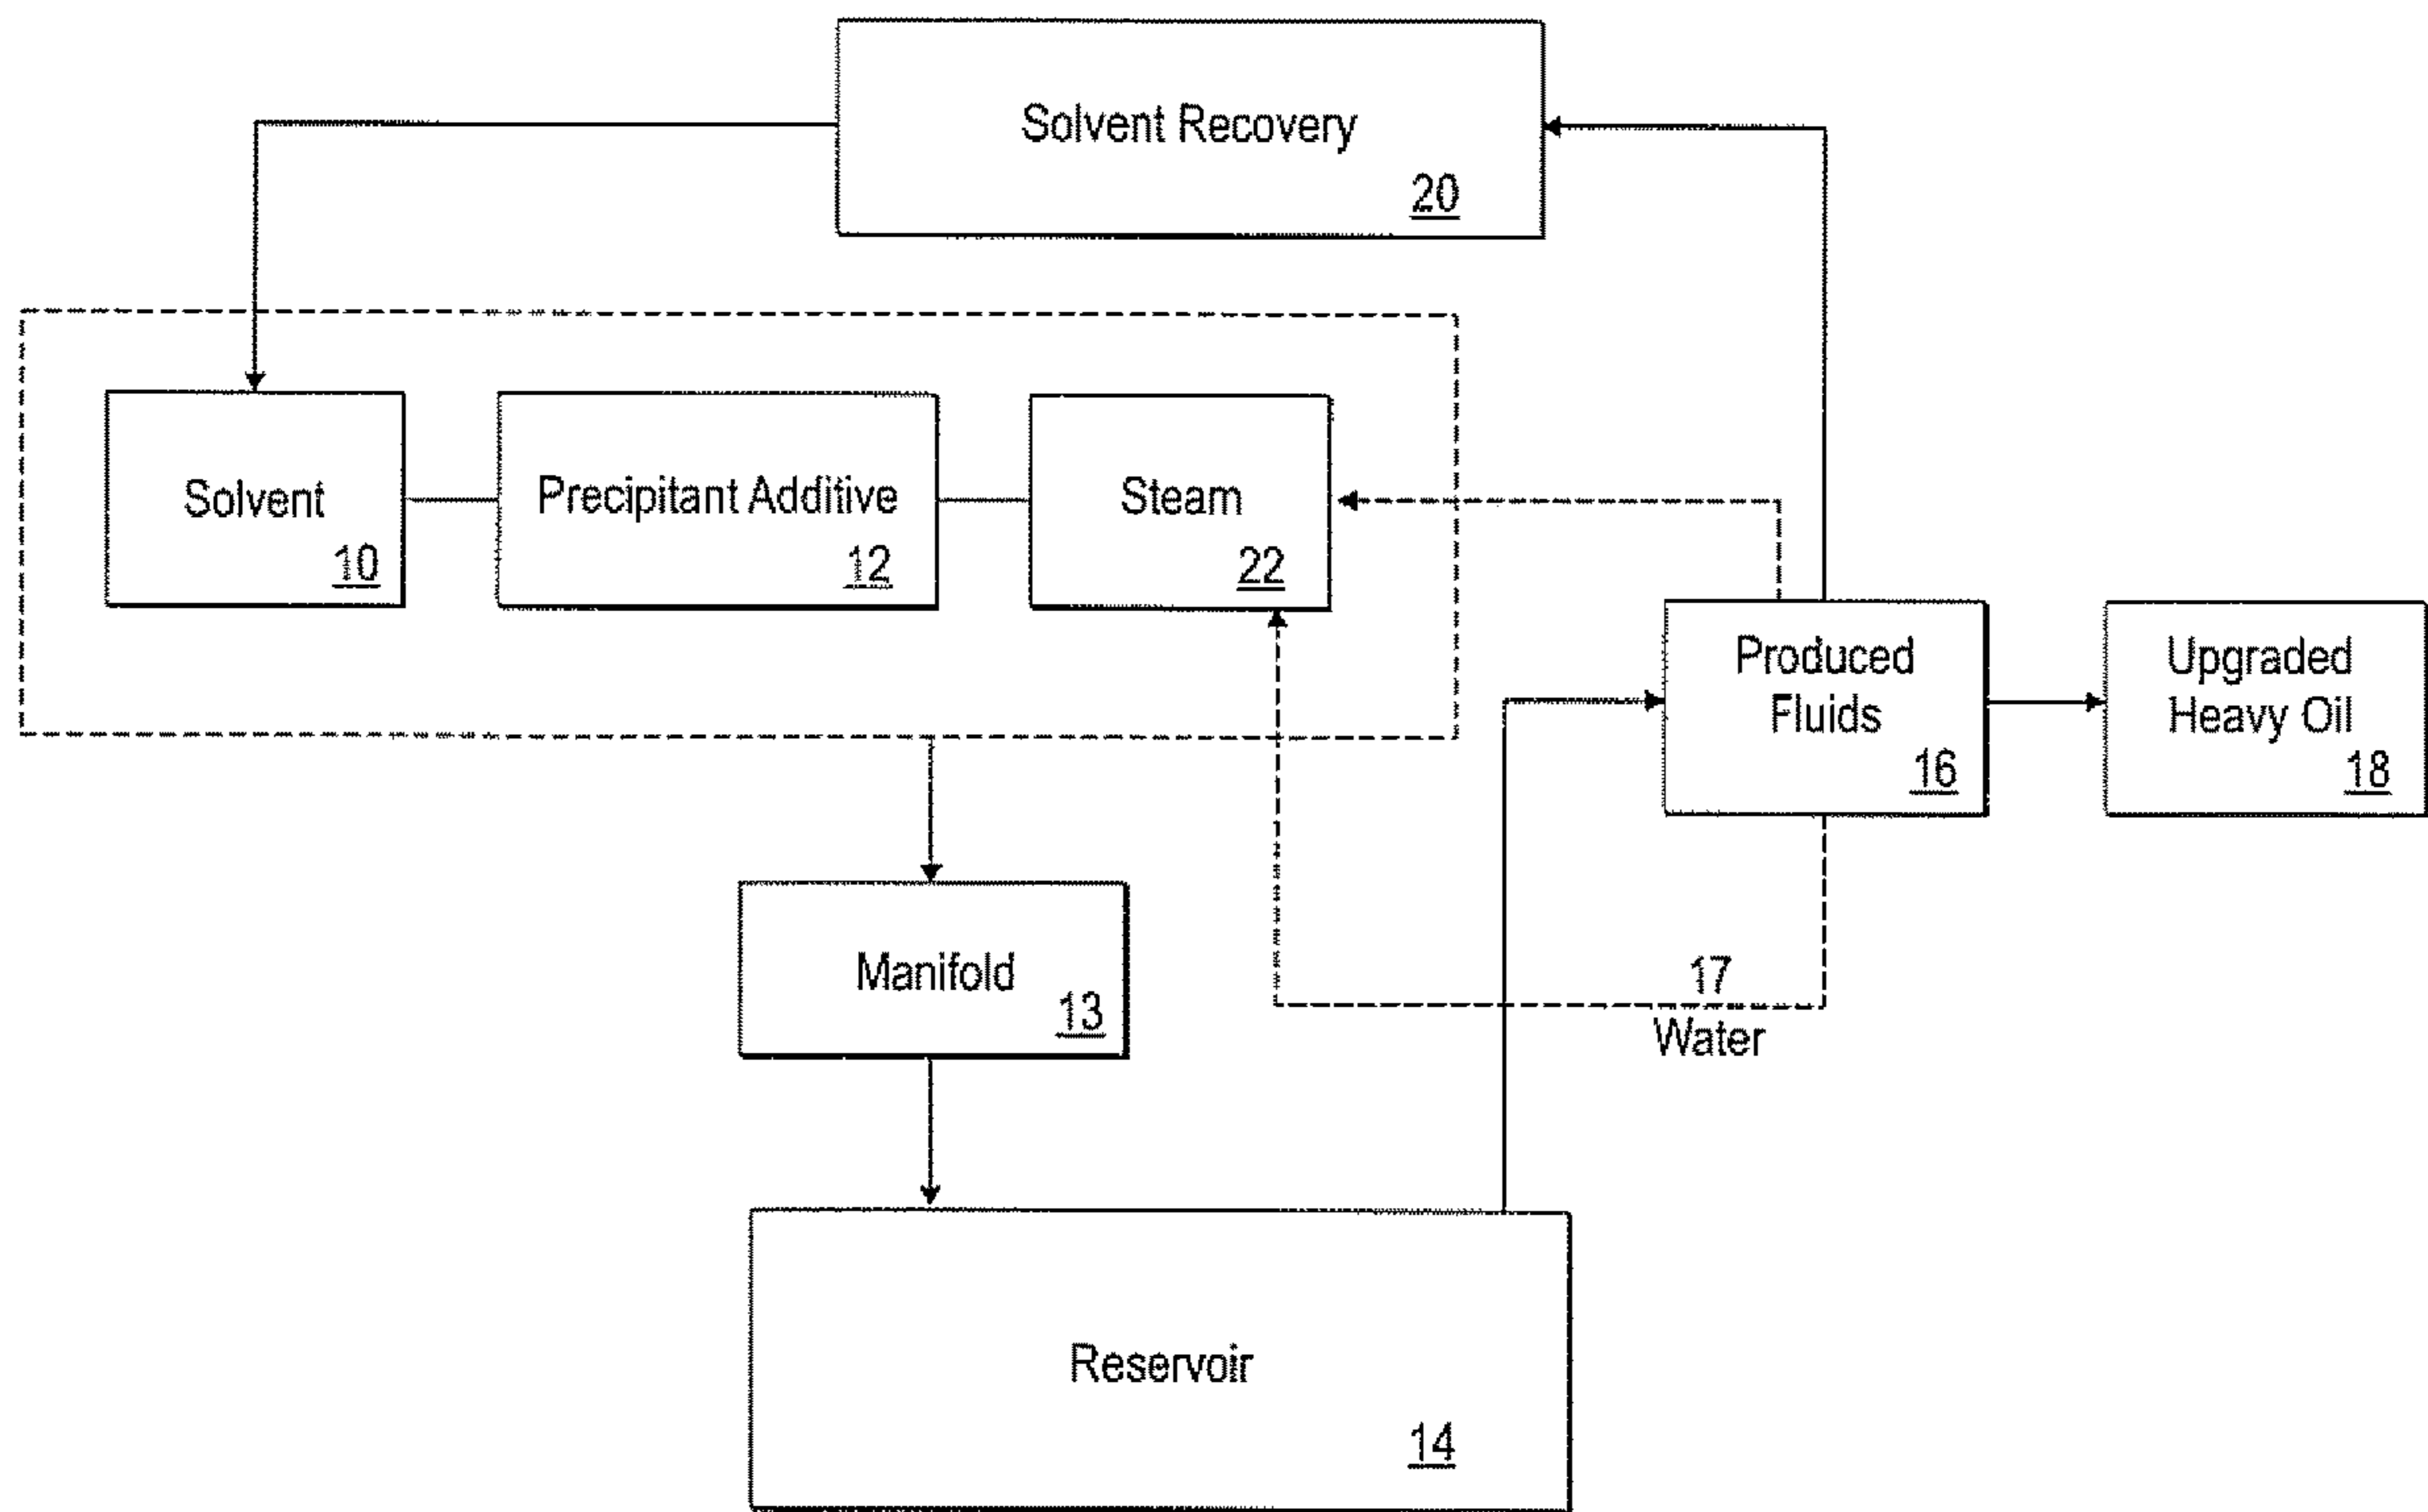 Solvent Recovery
20
Solvent
10
Precipitant Additive
12
Steam
22
Produced
Fluids
16
Upgraded
Heavy Oil
18
Manifold
13
17
Water
Reservoir
14